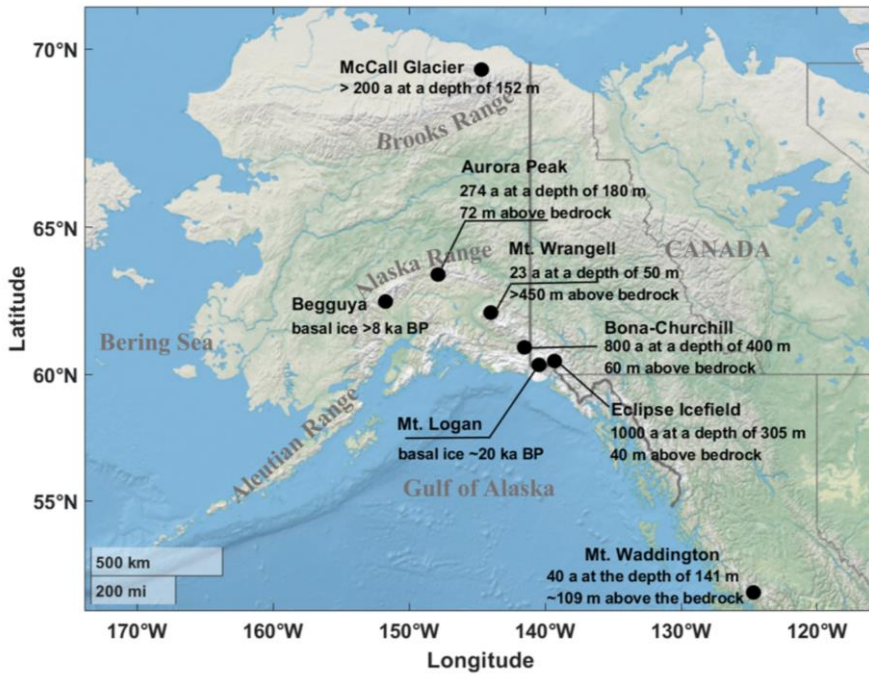 70°N
65°N
60°N
55°N
Latitude
McCall Glacier
> 200 a at a depth of 152 m
Brooks Range
Aurora Peak
274 a at a depth of 180 m
72 m above bedrock
Alaska Range
Mt. Wrangell
23 a at a depth of 50 m
>450 m above bedrock
CANADA
Begguya
basal ice >8 ka BP
Bering Sea
Bona-Churchill
800 a at a depth of 400 m
60 m above bedrock
Mt. Logan
basal ice ~20 ka BP
Eclipse Icefield
1000 a at a depth of 305 m
40 m above bedrock
Aleutian Range
Gulf of Alaska
Mt. Waddington
40 a at the depth of 141 m
~109 m above the bedrock
500 km
200 mi
170°W
160°W
150°W
140°W
130°W
120°W
Longitude